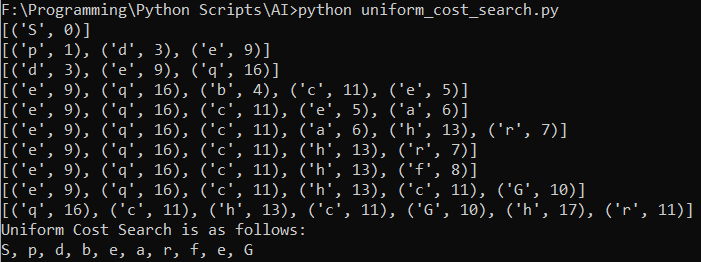 F:\Programming\Python Scripts\AI>python uniform_cost_search.py
[('S', 0)]
[('p', 1), ('d', 3), ('e', 9)]
[('d', 3), ('e', 9), ('q', 16)]
[('e', 9), ('q', 16), ('b', 4), ('c', 11), ('e', 5)]
[('e', 9), ('q', 16), ('c', 11), ('e', 5), ('a', 6)]
[('e', 9), ('q', 16), ('c', 11), ('a', 6), ('h', 13), ('r', 7)]
[('e', 9), ('q', 16), ('c', 11), ('h', 13), ('r', 7)]
[('e', 9), ('q', 16), ('c', 11), ('h', 13), ('f', 8)]
[('e', 9), ('q', 16), ('c', 11), ('h', 13), ('c', 11), ('G', 10)]
[('q', 16), ('c', 11), ('h', 13), ('c', 11), ('G', 10), ('h', 17), ('r', 11)]
Uniform Cost Search is as follows:
S, p, d, b, e, a, r, f, e, G